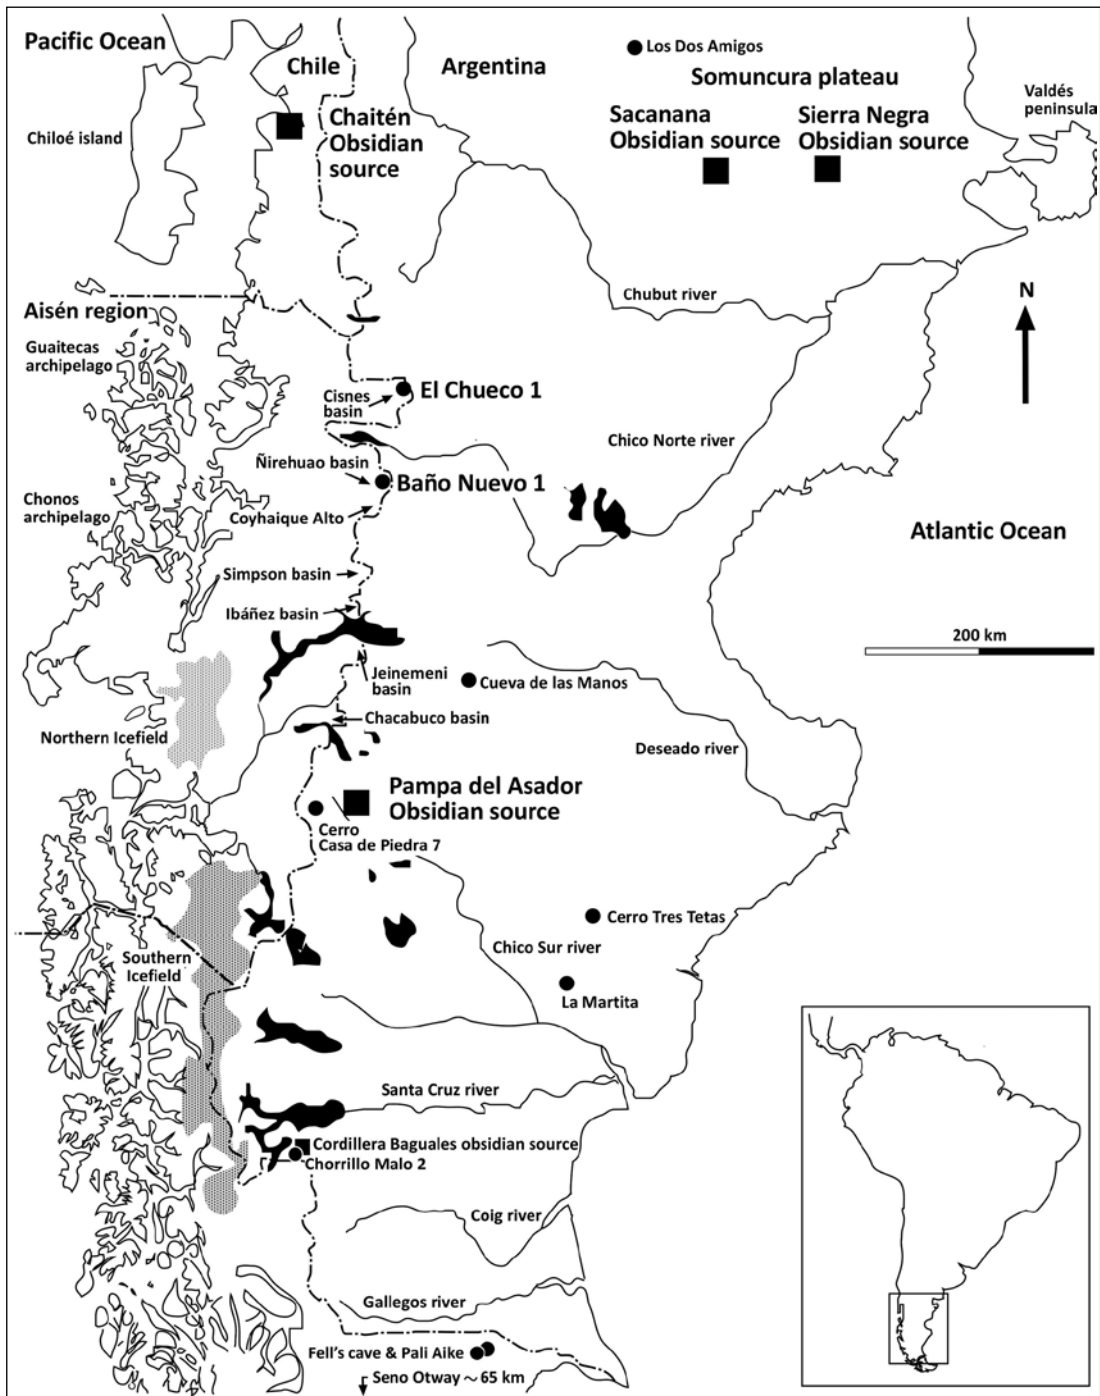 Pacific Ocean
Chile
Argentina
Los Dos Amigos
Somuncura plateau
Valdés
peninsula
Chiloé island
Chaitén
Obsidian
source
Sacanana
Obsidian source
Sierra Negra
Obsidian source
Aisén region
Chubut river
N
Guaitecas
archipelago
Cisnes
basin
El Chueco 1
Chico Norte river
Ñirehuao basin
Baño Nuevo 1
Chonos
archipelago
Coyhaique Alto
Atlantic Ocean
Simpson basin
Ibáñez basin
200 km
Jeinemeni
basin
Cueva de las Manos
Chacabuco basin
Northern Icefield
Deseado river
Pampa del Asador
Obsidian source
Cerro
Casa de Piedra 7
Cerro Tres Tetas
Chico Sur river
Southern
Icefield
La Martita
Santa Cruz river
Cordillera Baguales obsidian source
Chorrillo Malo 2
Coig river
Gallegos river
Fell's cave & Pali Aike
Seno Otway ~ 65 km